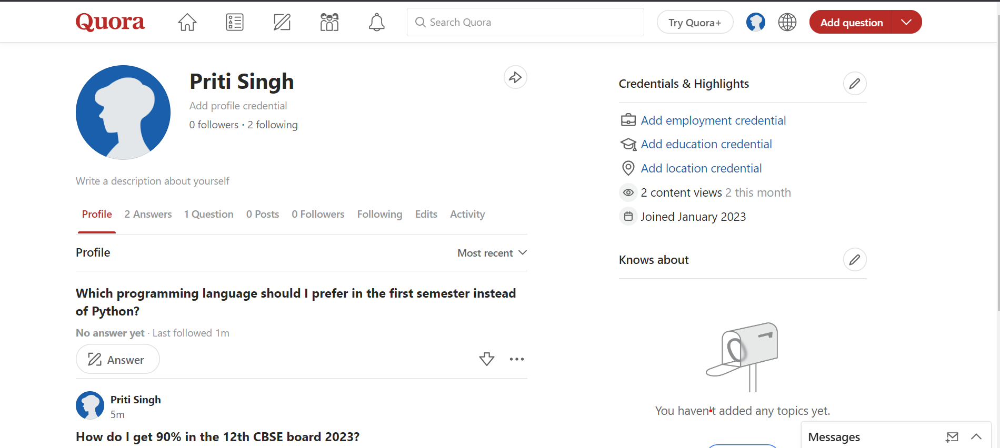 Quora
Search Quora
Try Quora+
Add question
Priti Singh
Add profile credential
0 followers · 2 following
Write a description about yourself
Profile 2 Answers 1 Question 0 Posts 0 Followers Following Edits Activity
Profile
Most recent
Which programming language should I prefer in the first semester instead
of Python?
No answer yet · Last followed 1m
Answer
Priti Singh
5m
How do I get 90% in the 12th CBSE board 2023?
Credentials & Highlights
Add employment credential
Add education credential
Add location credential
2 content views 2 this month
Joined January 2023
Knows about
You haven't added any topics yet.
Messages